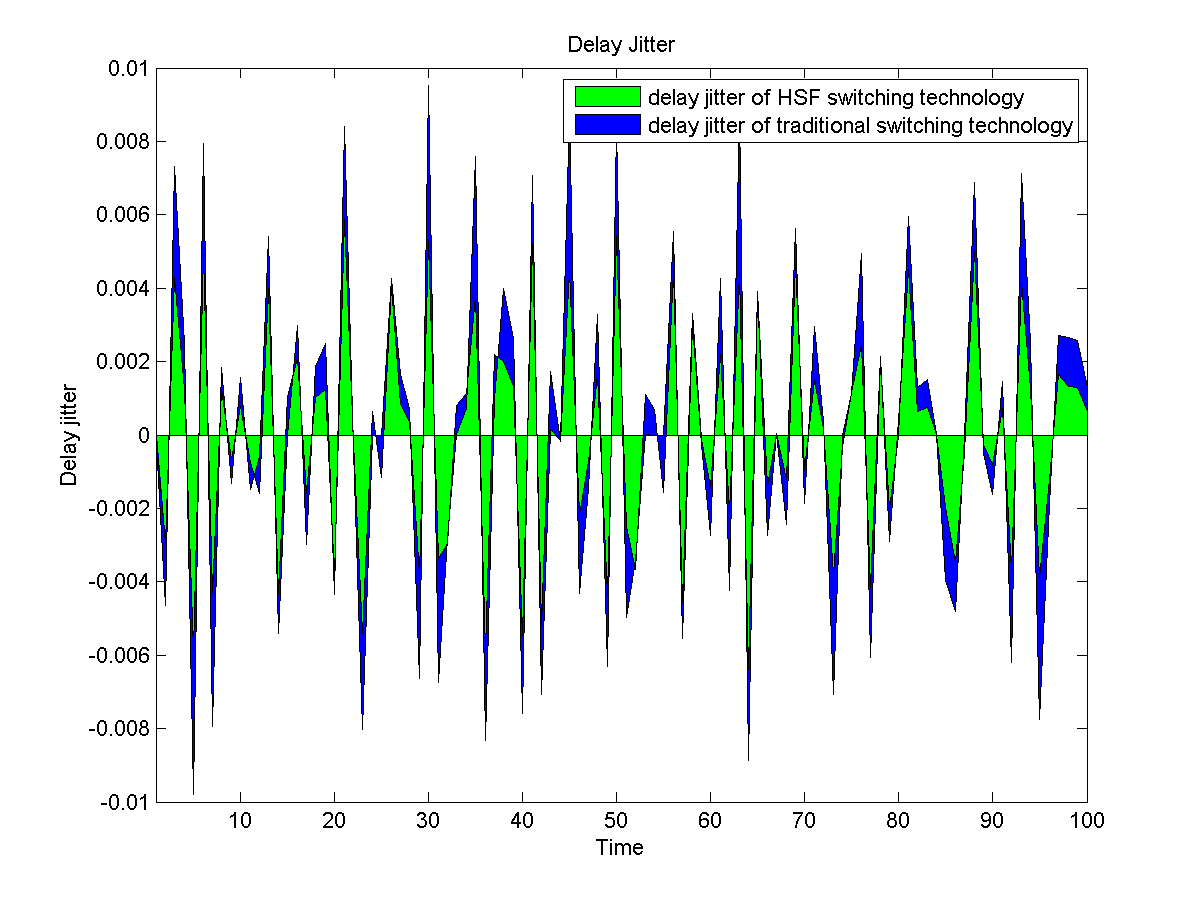 Delay Jitter
delay jitter of HSF switching technology
delay jitter of traditional switching technology
0.01
0.008
0.006
0.004
0.002
0
-0.002
-0.004
-0.006
-0.008
-0.01
Delay jitter
10 20 30 40 50 60 70 80 90 100
Time